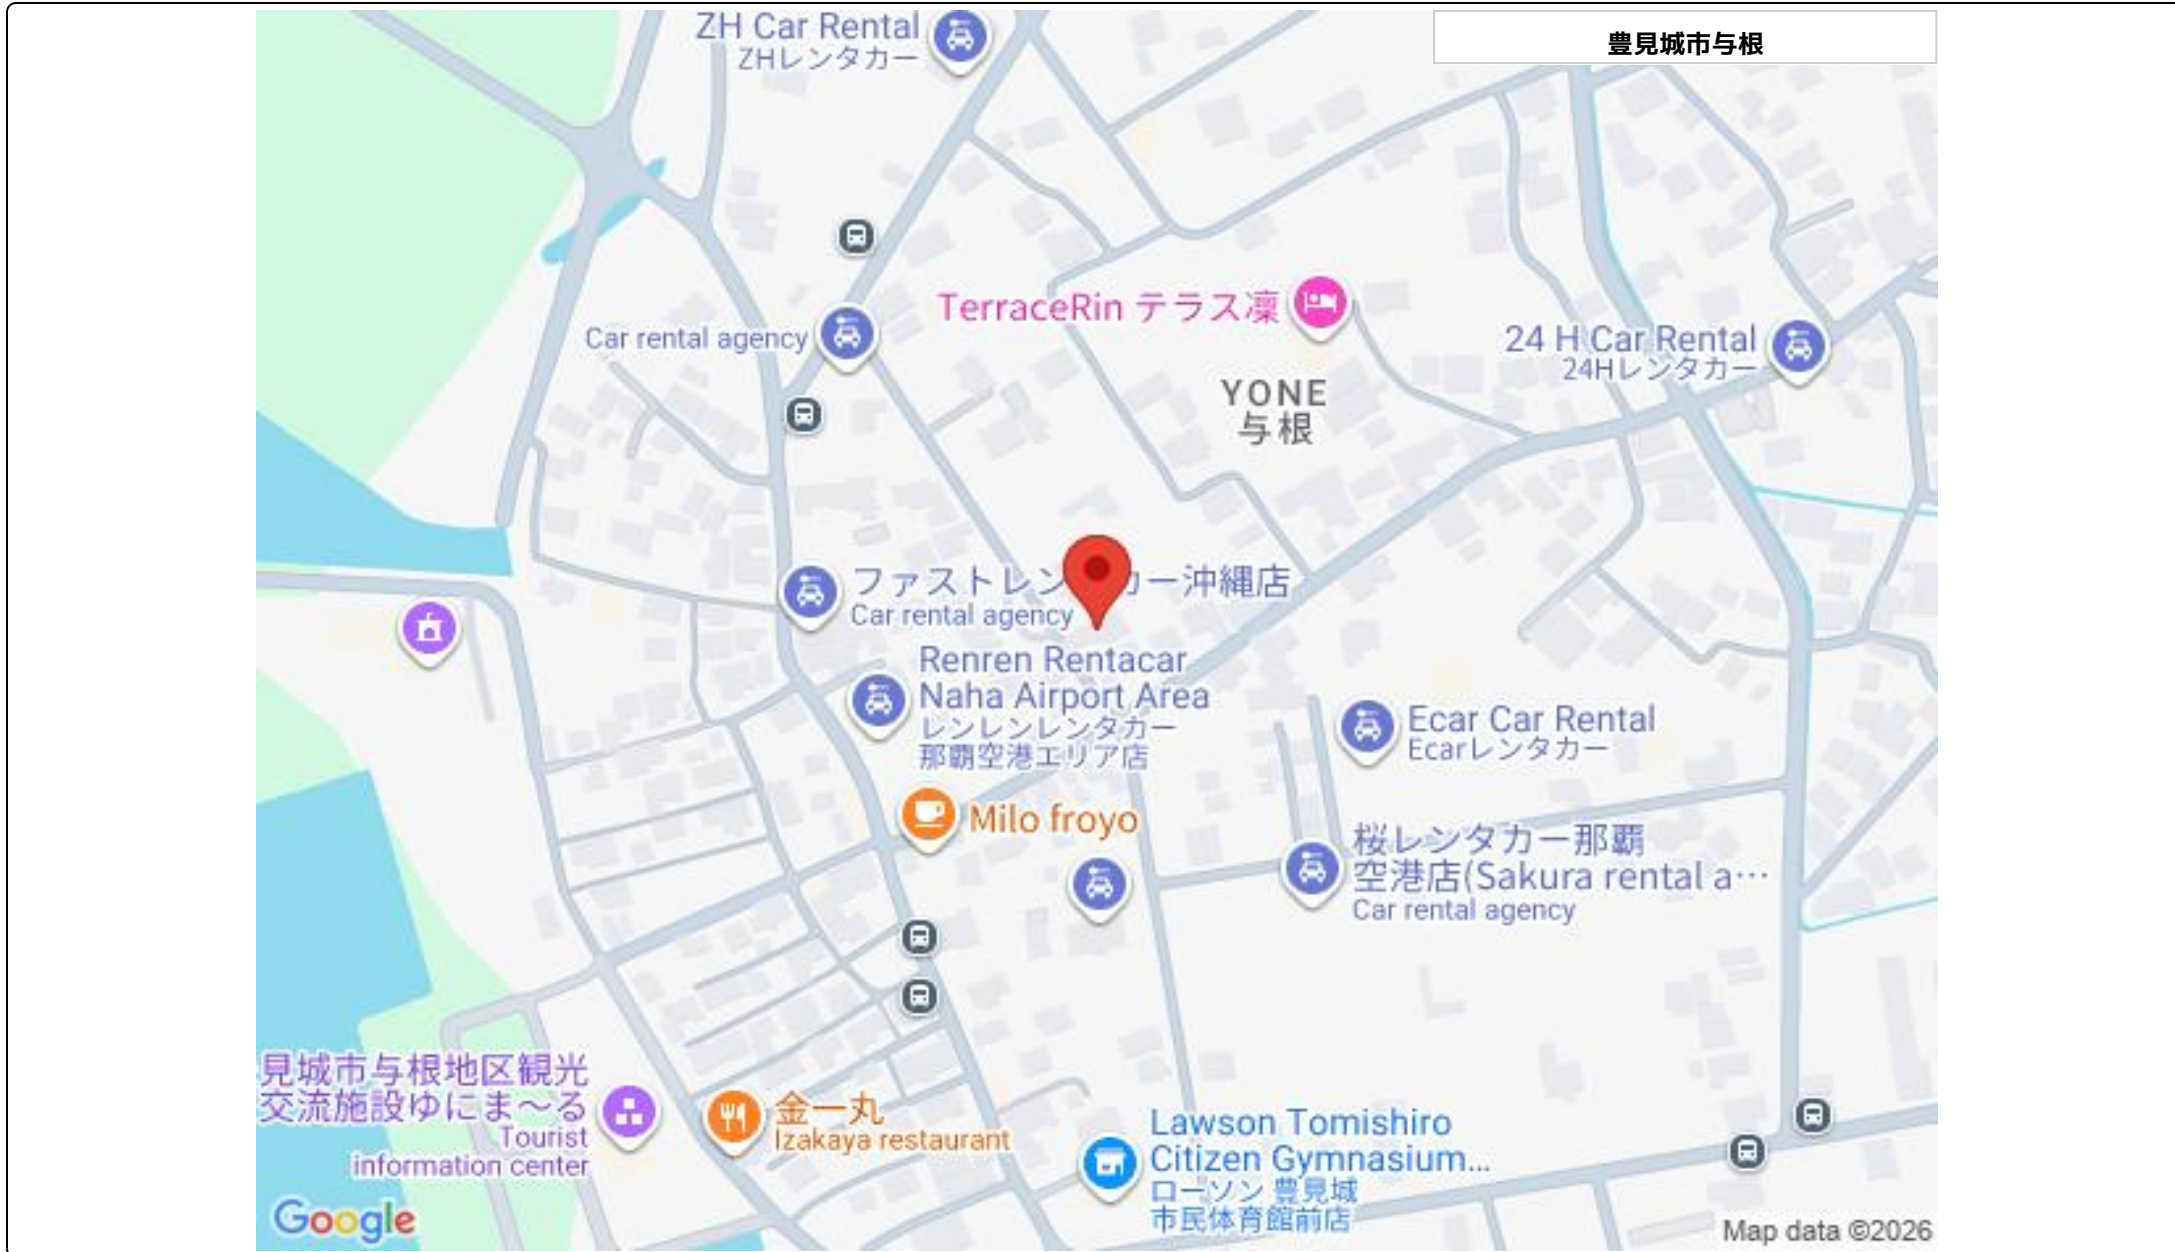 ZH Car Rental
ZHレンタカー
豊見城市与根
TerraceRin テラス凜
Car rental agency
24 H Car Rental
24Hレンタカー
YONE
与根
ファストレン カー沖縄店
Car rental agency
Renren Rentacar
Naha Airport Area
レンレンレンタカー
那覇空港エリア店
Ecar Car Rental
Ecarレンタカー
Milo froyo
桜レンタカー那覇
空港店(Sakura rental a…
Car rental agency
見城市与根地区観光
交流施設ゆにま〜る
Tourist
information center
金一丸
Izakaya restaurant
Lawson Tomishiro
Citizen Gymnasium...
ローソン 豊見城
市民体育館前店
Google
Map data ©2026